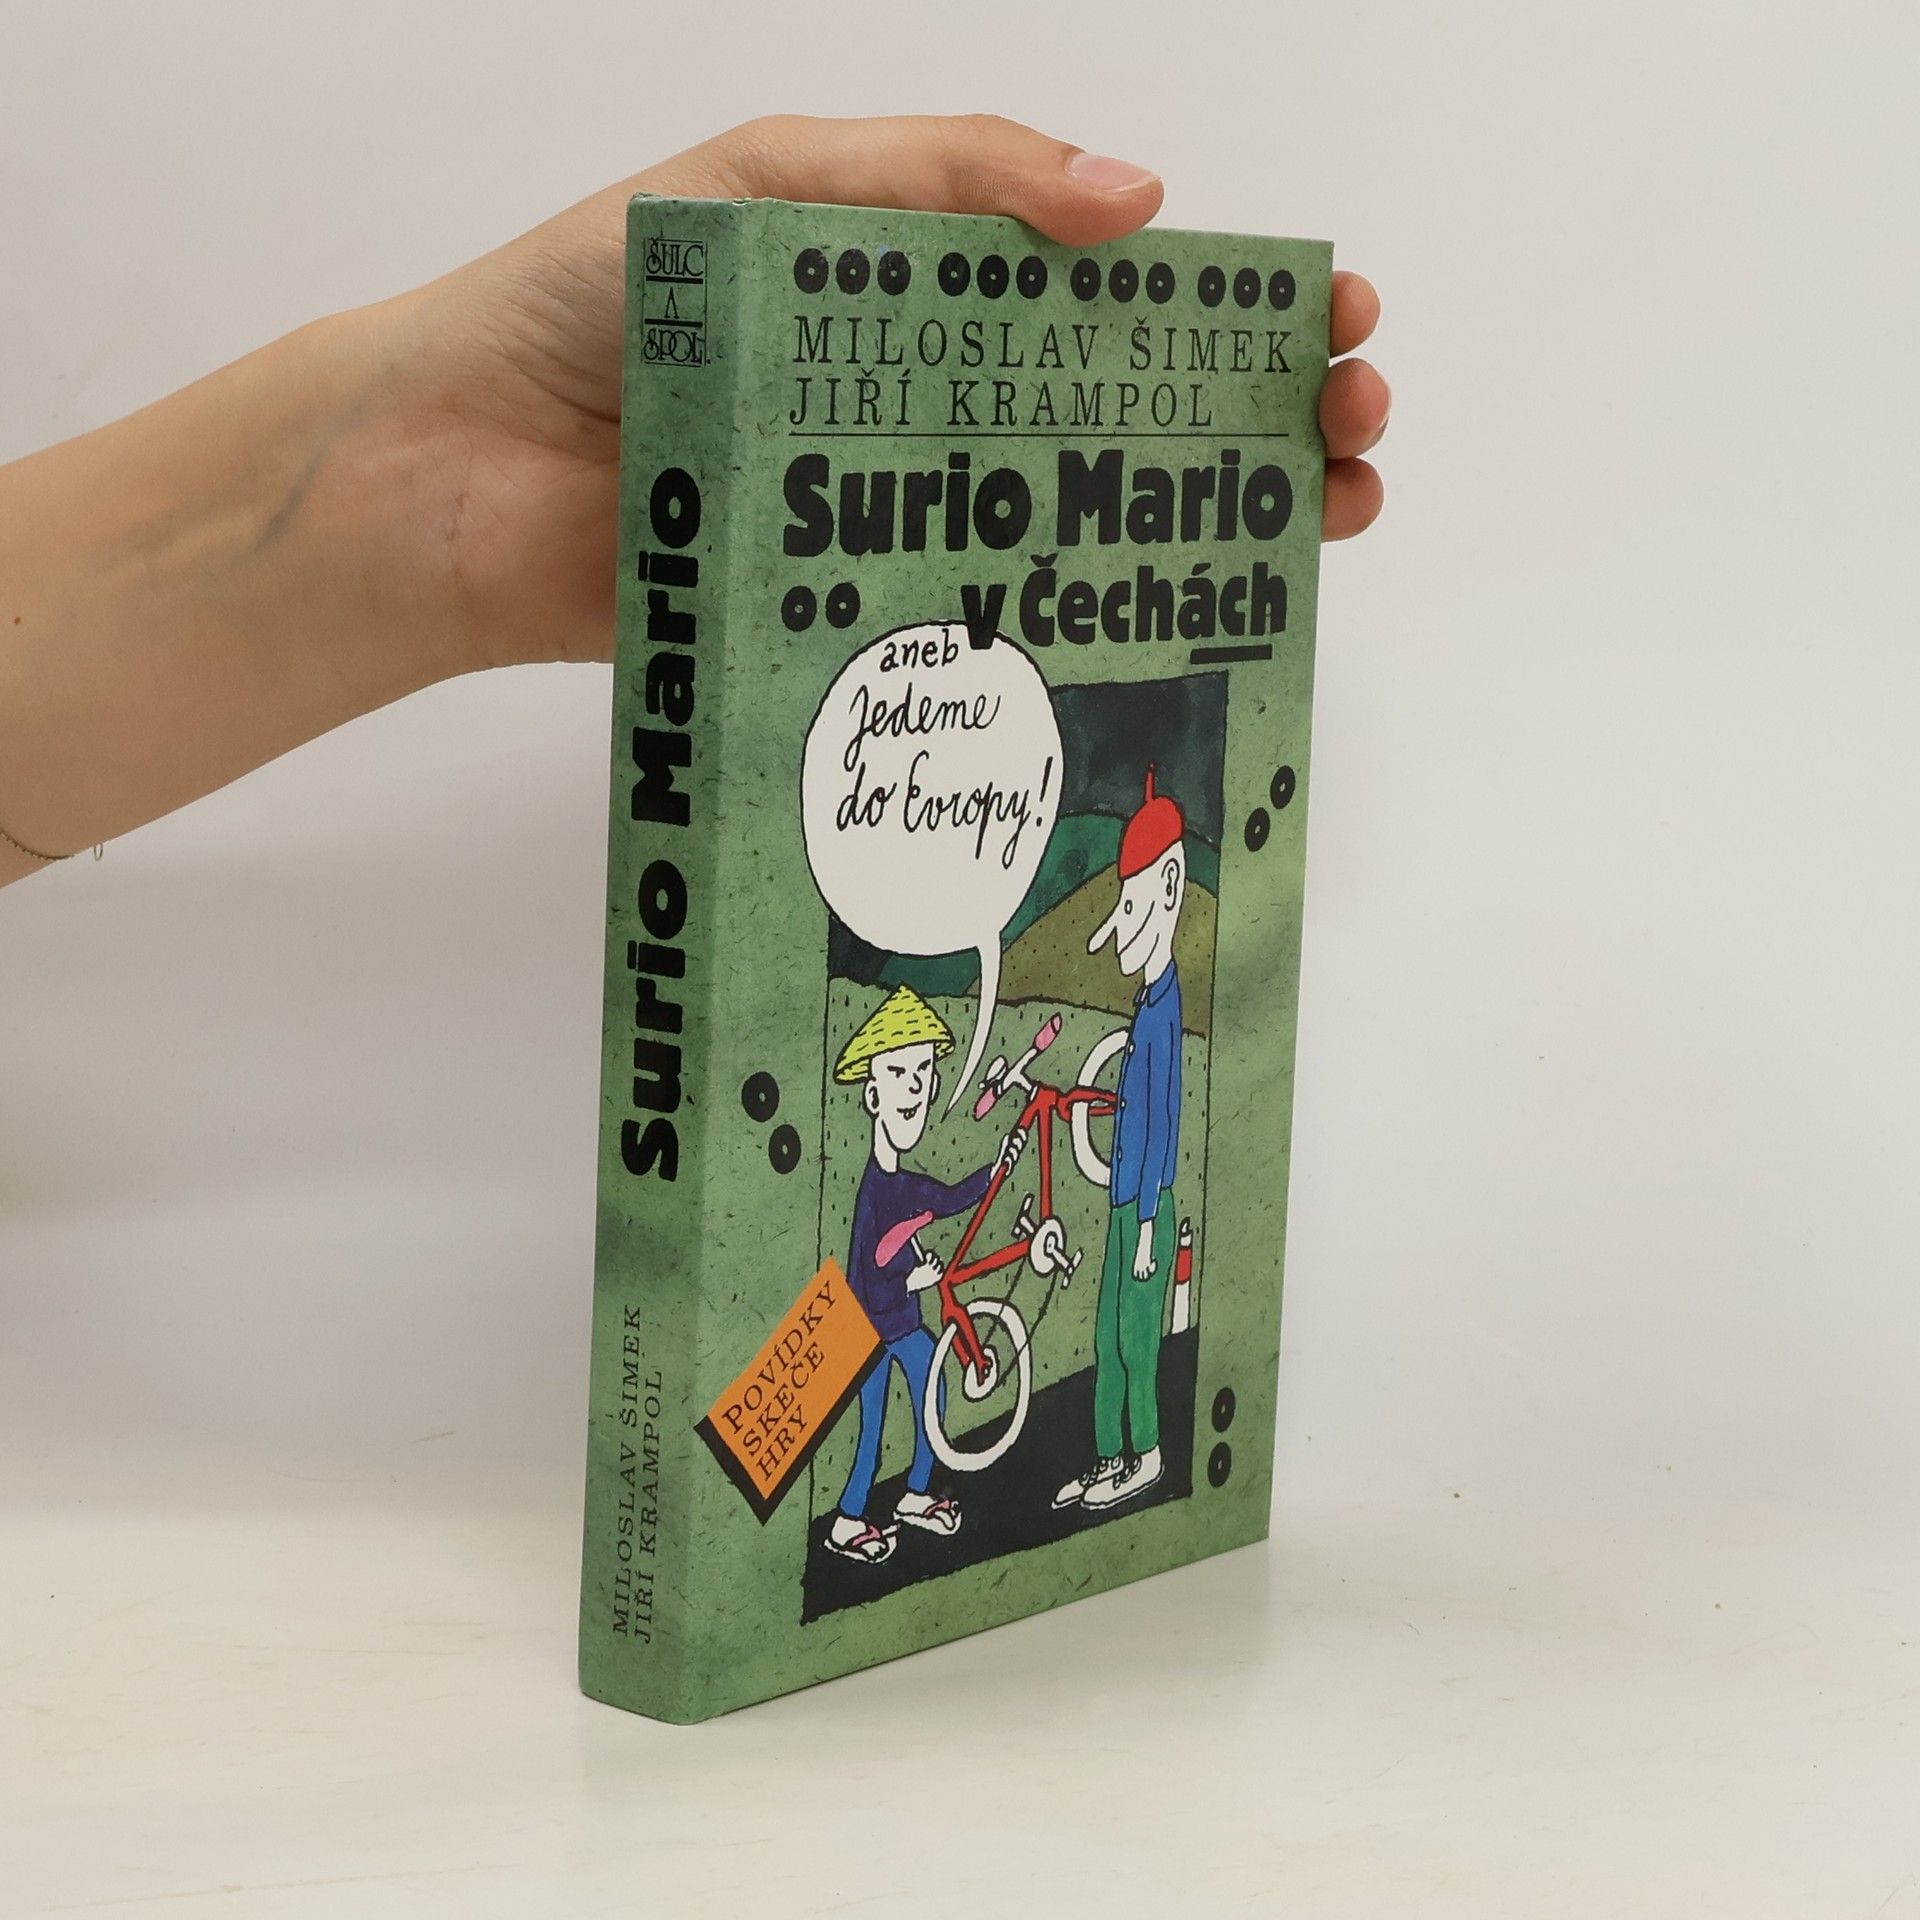 ŠULC
A
SPOL.
Surio Mario
MILOSLAV ŠIMEK
JIŘÍ KRAMPOL
MILOSLAV ŠIMEK
JIŘÍ KRAMPOL
Surio Mario
v Čechách
aneb
Jedeme
do Evropy!
POVÍDKY
SKEČE
HRY